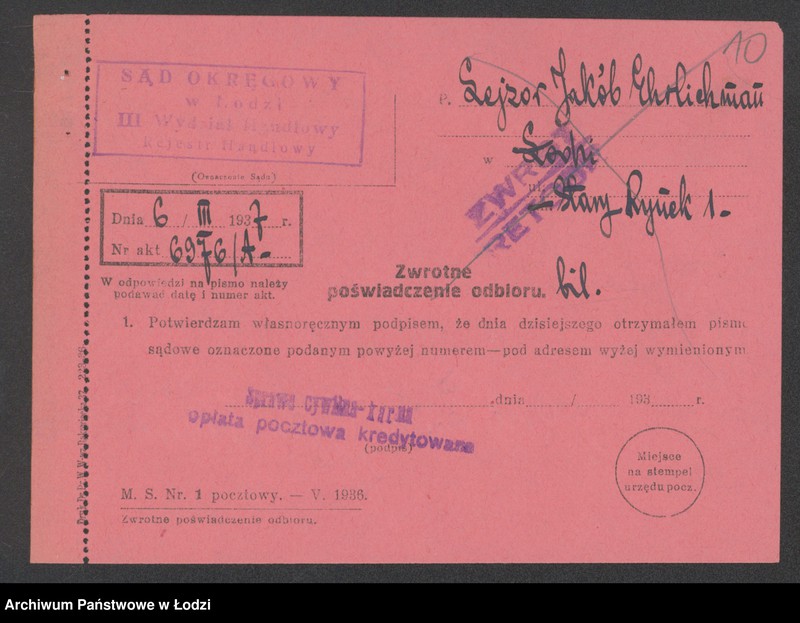 10
SĄD OKRĘGOWY
w Łodzi
III Wydział Handlowy
Rejestr Handlowy
(Oznaczenie Sądu)
P. Lejzor Jakób Ehrlichman
w Łodzi
ul. Stary Rynek 1.-
ZWROT
RETOUR
Dnia 6 / III 1937 r.
Nr akt 6976/A-
W odpowiedzi na pismo należy
podawać datę i numer akt.
Zwrotne
poświadczenie odbioru. bil.
1. Potwierdzam własnoręcznym podpisem, że dnia dzisiejszego otrzymałem pismo
sądowe oznaczone podanym powyżej numerem—pod adresem wyżej wymienionym
dnia / 193 r.
Sprawa cywilna-karna
opłata pocztowa kredytowana
(podpis)
Miejsce
na stempel
urzędu pocz.
M. S. Nr. 1 pocztowy. — V. 1936.
Zwrotne poświadczenie odbioru.
Archiwum Państwowe w Łodzi